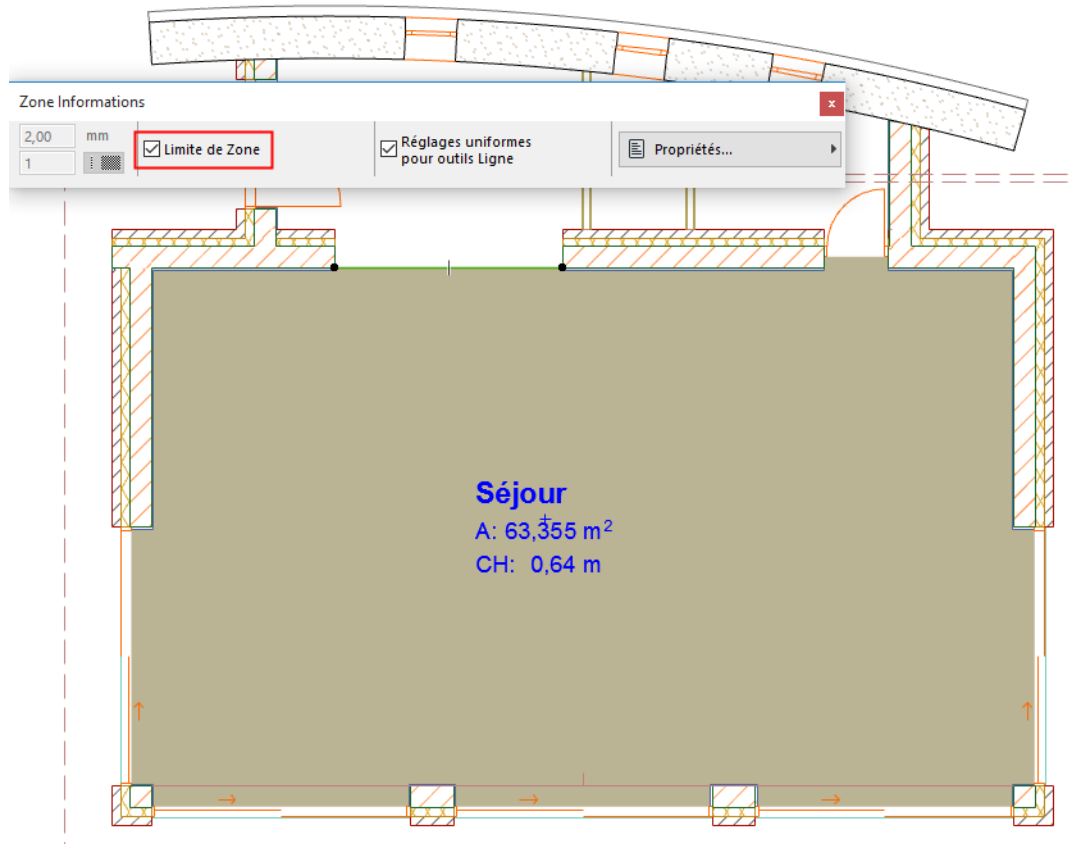 Zone Informations
x
2,00 mm
1
Limite de Zone
Réglages uniformes
pour outils Ligne
Propriétés...
Séjour
A: 63,355 m²
CH: 0,64 m